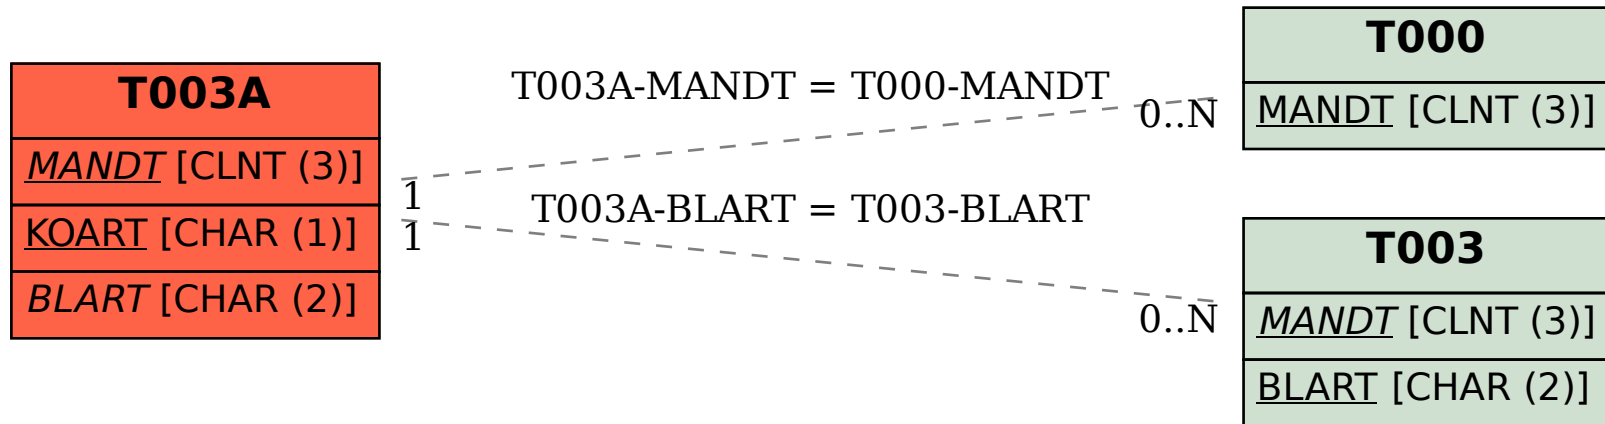 T003A
MANDT [CLNT (3)]
KOART [CHAR (1)]
BLART [CHAR (2)]
T003A-MANDT = T000-MANDT
0..N
1
T003A-BLART = T003-BLART
1
0..N
T000
MANDT [CLNT (3)]
T003
MANDT [CLNT (3)]
BLART [CHAR (2)]